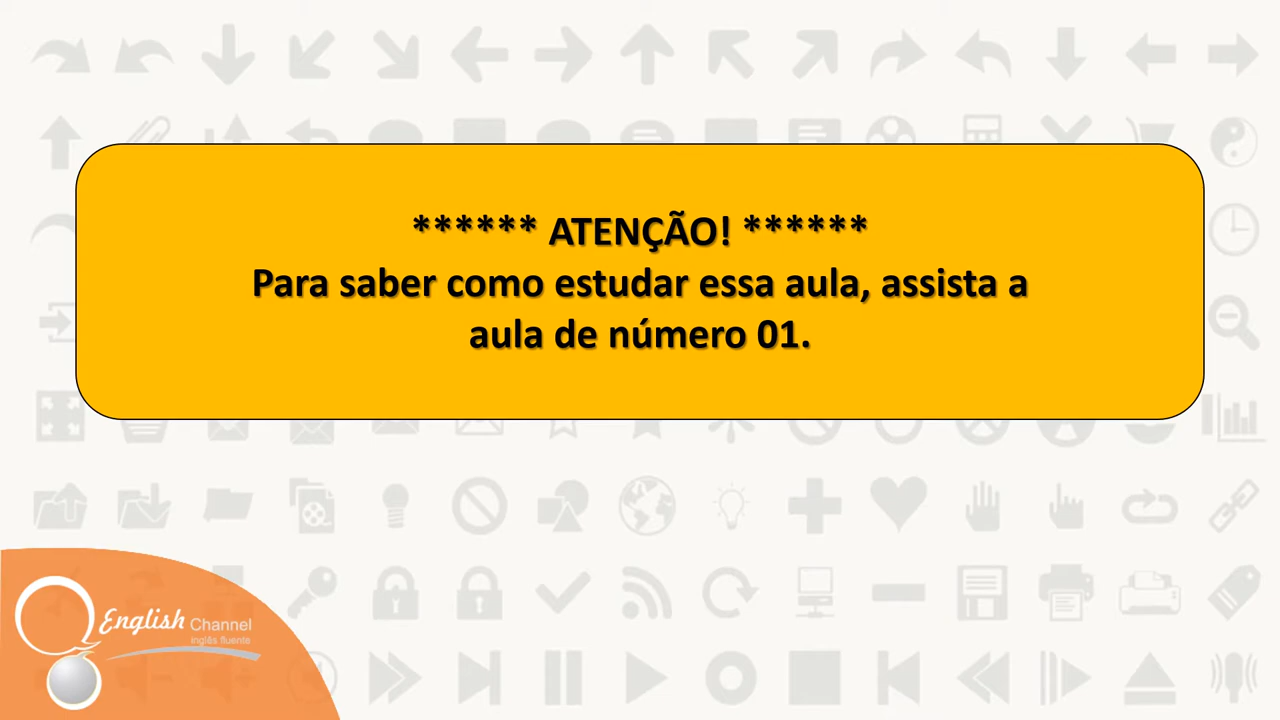 ****** ATENÇÃO! ******
Para saber como estudar essa aula, assista a
aula de número 01.
English Channel
inglês fluente